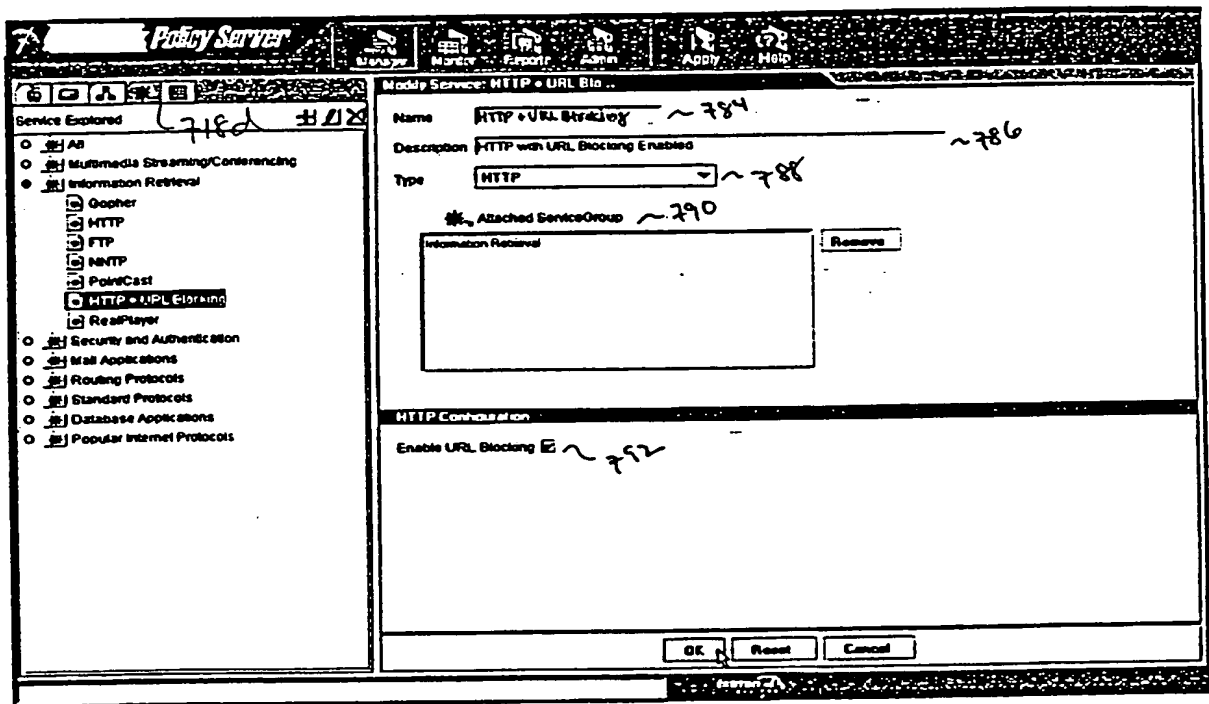 Policy Server
Manager Monitor Reports Admin Apply Help
Service Explored
718d
All
Multimedia Streaming/Conferencing
Information Retrieval
Gopher
HTTP
FTP
NNTP
PointCast
HTTP + URL Blocking
RealPlayer
Security and Authentication
Mail Applications
Routing Protocols
Standard Protocols
Database Applications
Popular Internet Protocols
Modify Service: HTTP + URL Blo...
Name HTTP + URL Blocking ~ 784
Description HTTP with URL Blocking Enabled ~ 786
Type HTTP ~ 788
Attached ServiceGroup ~ 790
Information Retrieval Remove
HTTP Configuration
Enable URL Blocking ~ 792
OK Reset Cancel